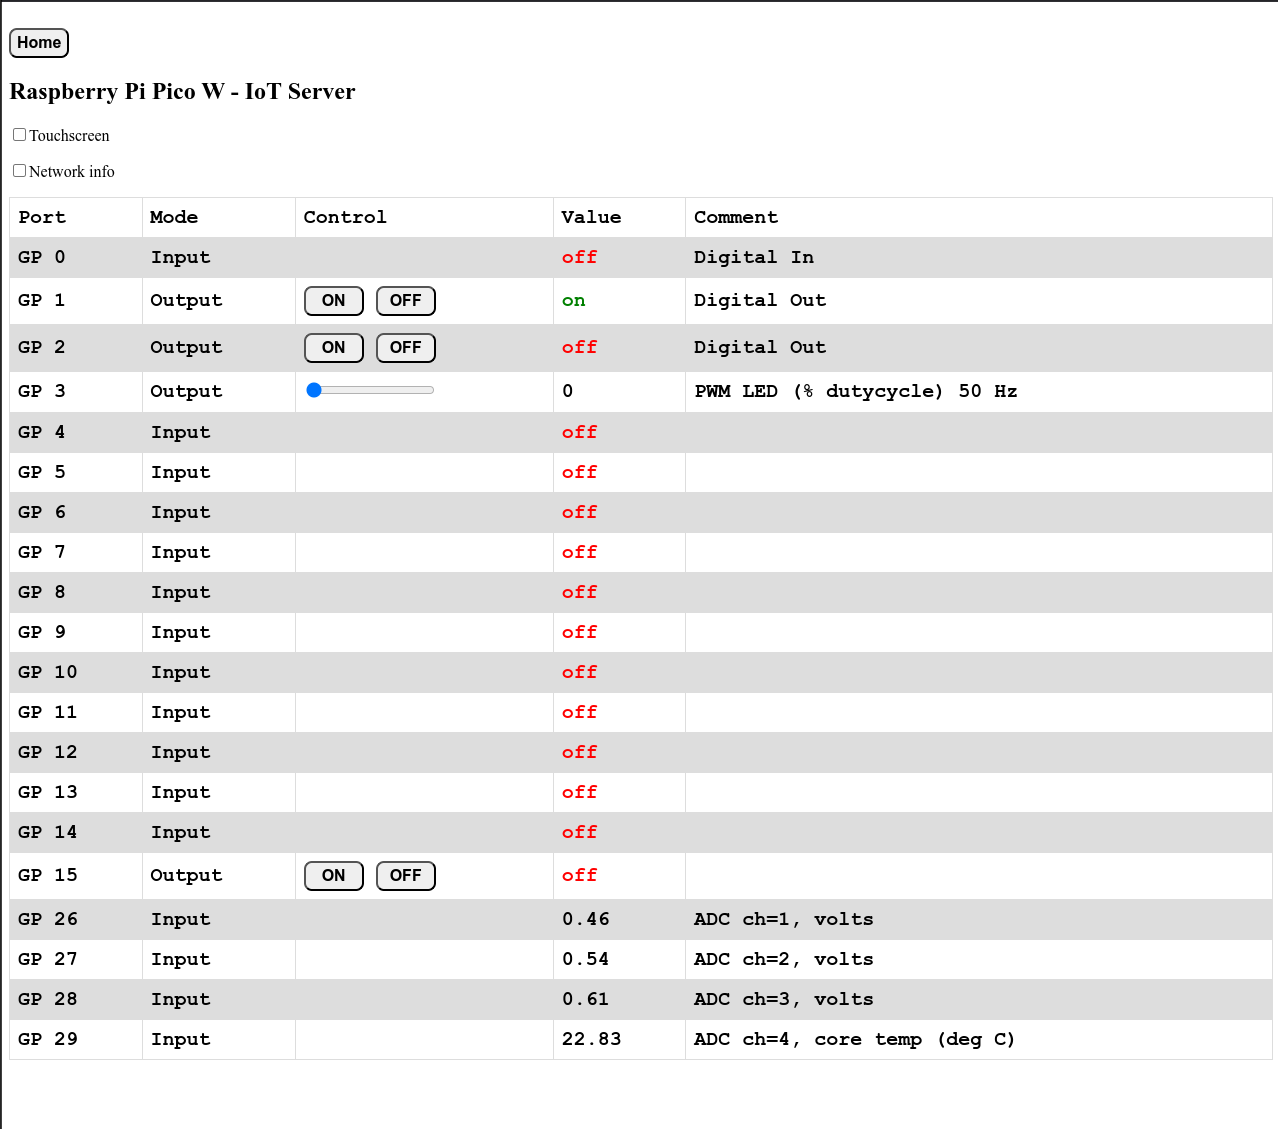 Home
Raspberry Pi Pico W - IoT Server
Touchscreen
Network info
Port Mode Control Value Comment
GP 0 Input off Digital In
GP 1 Output ON OFF on Digital Out
GP 2 Output ON OFF off Digital Out
GP 3 Output 0 PWM LED (% dutycycle) 50 Hz
GP 4 Input off
GP 5 Input off
GP 6 Input off
GP 7 Input off
GP 8 Input off
GP 9 Input off
GP 10 Input off
GP 11 Input off
GP 12 Input off
GP 13 Input off
GP 14 Input off
GP 15 Output ON OFF off
GP 26 Input 0.46 ADC ch=1, volts
GP 27 Input 0.54 ADC ch=2, volts
GP 28 Input 0.61 ADC ch=3, volts
GP 29 Input 22.83 ADC ch=4, core temp (deg C)